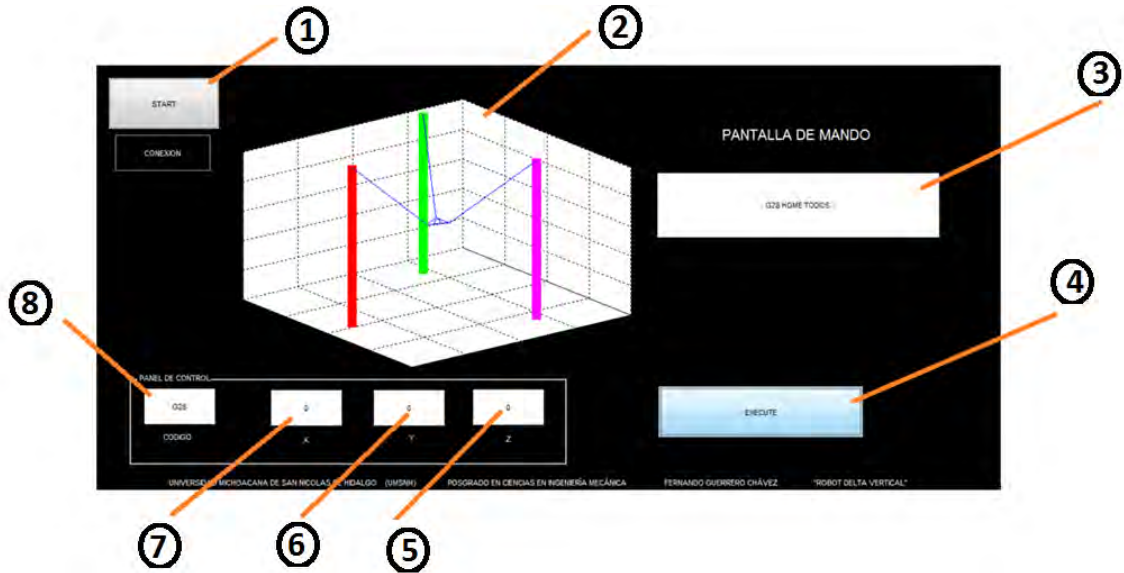 1
2
3
START
CONEXION
PANTALLA DE MANDO
G28 HOME TODOS
8
4
PANEL DE CONTROL
G28
0
0
0
EXECUTE
CODIGO
X
Y
Z
UNIVERSIDAD MICHOACANA DE SAN NICOLAS DE HIDALGO (UMSNH) POSGRADO EN CIENCIAS EN INGENIERÍA MECÁNICA FERNANDO GUERRERO CHÁVEZ "ROBOT DELTA VERTICAL"
7
6
5